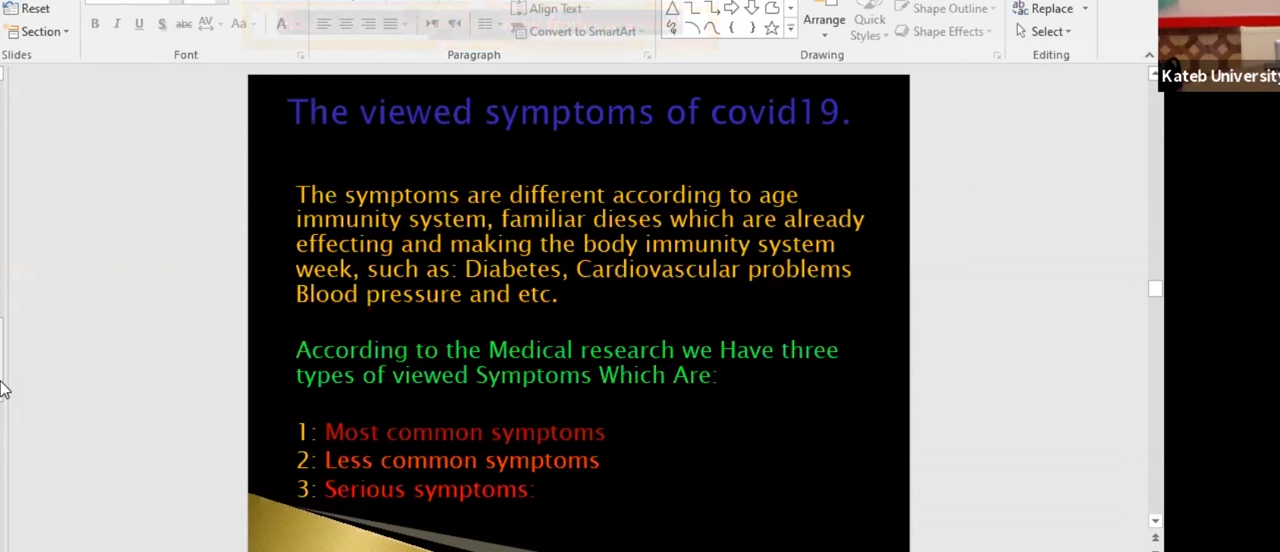 Reset
Section
Slides
B I U S abc AV Aa A
Font
Paragraph
Align Text
Convert to SmartArt
Arrange
Quick
Styles
Shape Outline
Shape Effects
Drawing
Replace
Select
Editing
Kateb University
The viewed symptoms of covid19.
The symptoms are different according to age
immunity system, familiar dieses which are already
effecting and making the body immunity system
week, such as: Diabetes, Cardiovascular problems
Blood pressure and etc.
According to the Medical research we Have three
types of viewed Symptoms Which Are:
1: Most common symptoms
2: Less common symptoms
3: Serious symptoms: